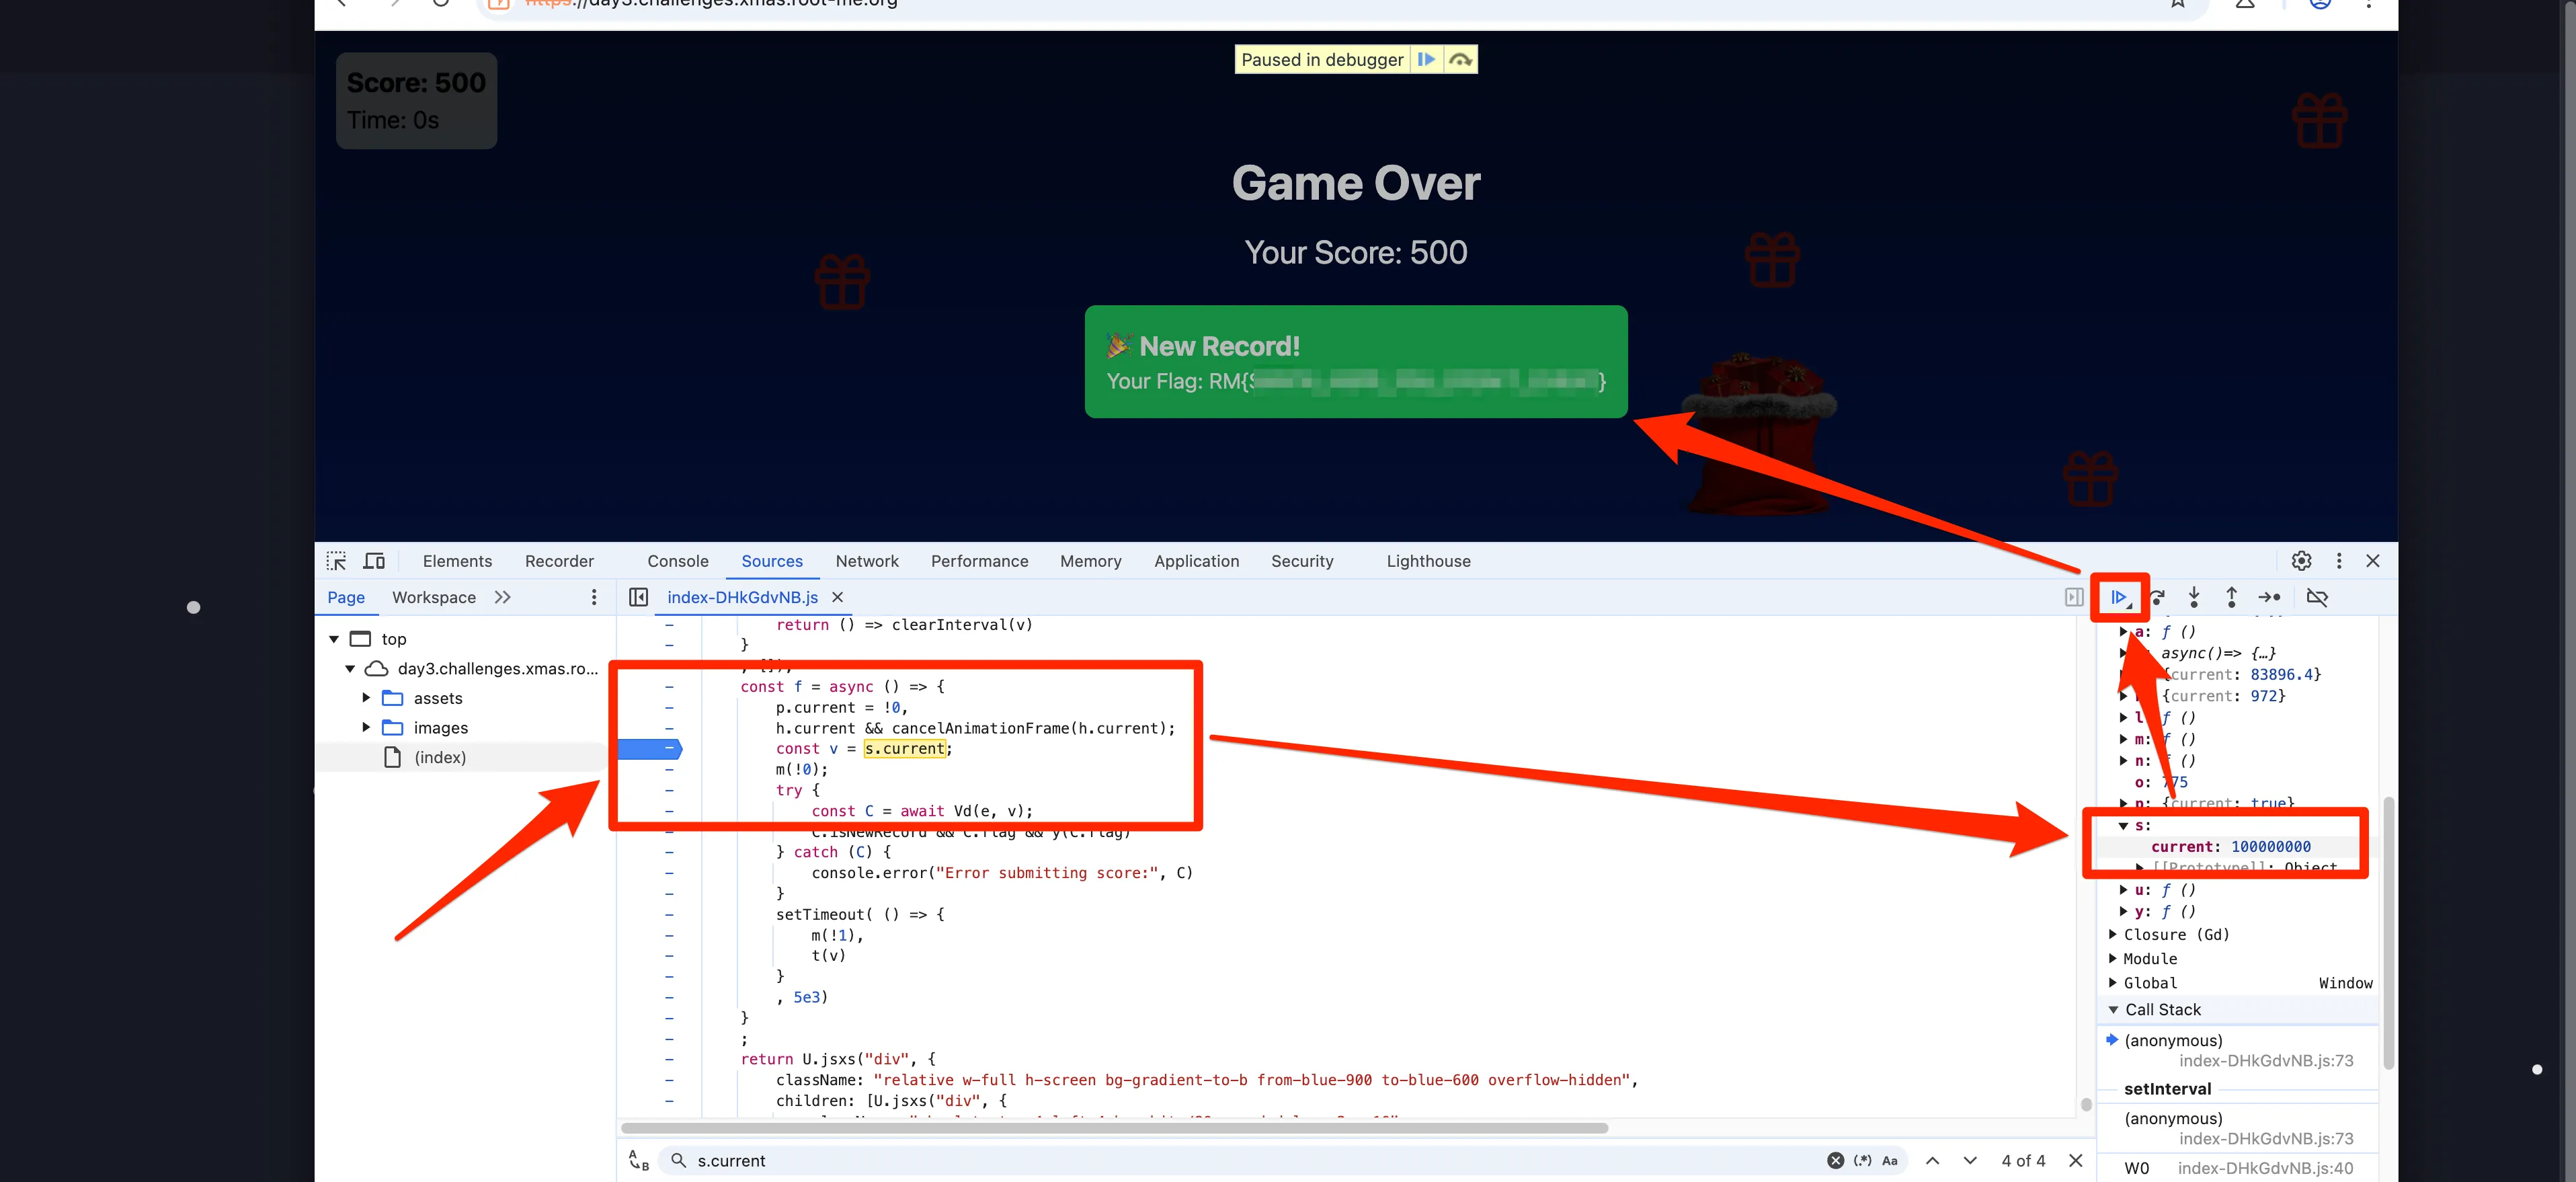 https://day3.challenges.xmas.root-me.org
Paused in debugger
Score: 500
Time: 0s
Game Over
Your Score: 500
🎉 New Record!
Your Flag: RM{ }
Elements Recorder Console Sources Network Performance Memory Application Security Lighthouse
Page Workspace
index-DHkGdvNB.js
top
day3.challenges.xmas.ro...
assets
images
(index)
return () => clearInterval(v)
}
, []);
const f = async () => {
p.current = !0,
h.current && cancelAnimationFrame(h.current);
const v = s.current;
m(!0);
try {
const C = await Vd(e, v);
C.isNewRecord && C.flag && y(C.flag)
} catch (C) {
console.error("Error submitting score:", C)
}
setTimeout( () => {
m(!1),
t(v)
}
, 5e3)
}
;
return U.jsxs("div", {
className: "relative w-full h-screen bg-gradient-to-b from-blue-900 to-blue-600 overflow-hidden",
children: [U.jsxs("div", {
s.current
4 of 4
a: f ()
async()=> {…}
{current: 83896.4}
{current: 972}
l: f ()
m: f ()
n: f ()
o: 775
p: {current: true}
s:
current: 100000000
[[Prototype]]: Object
u: f ()
y: f ()
Closure (Gd)
Module
Global Window
Call Stack
(anonymous)
index-DHkGdvNB.js:73
setInterval
(anonymous)
index-DHkGdvNB.js:73
W0 index-DHkGdvNB.js:40